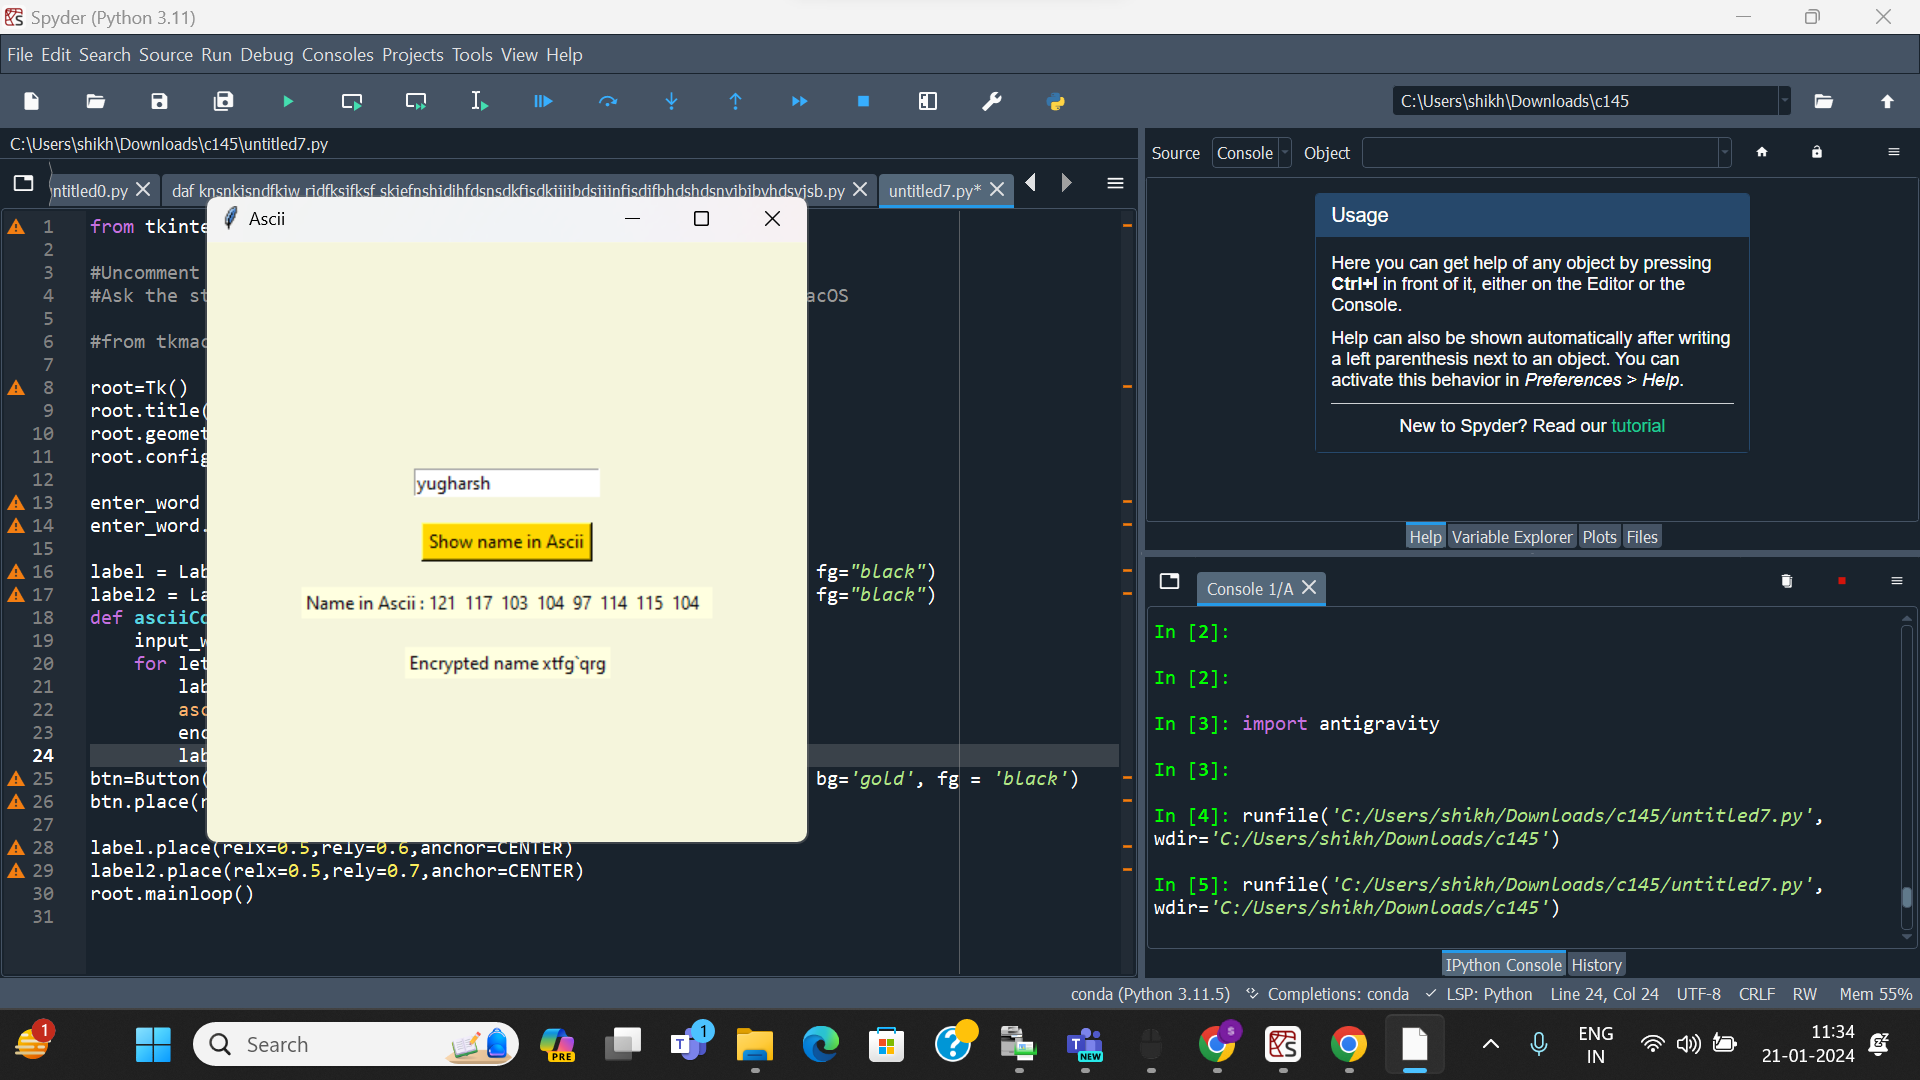 Spyder (Python 3.11)
File Edit Search Source Run Debug Consoles Projects Tools View Help
C:\Users\shikh\Downloads\c145
C:\Users\shikh\Downloads\c145\untitled7.py
ntitled0.py
untitled7.py*
Source Console Object
Ascii
1 from tkinte
2
3 #Uncomment
4 #Ask the st acOS
5
6 #from tkmac
7
8 root=Tk()
9 root.title(
10 root.geomet
11 root.config
12
13 enter_word
14 enter_word.
15
16 label = Lab fg="black")
17 label2 = La fg="black")
18 def asciiCo
19 input_w
20 for let
21 lab
22 asc
23 enc
24 lab
25 btn=Button( bg='gold', fg = 'black')
26 btn.place(r
27
28 label.place(relx=0.5,rely=0.6,anchor=CENTER)
29 label2.place(relx=0.5,rely=0.7,anchor=CENTER)
30 root.mainloop()
31
yugharsh
Show name in Ascii
Name in Ascii : 121 117 103 104 97 114 115 104
Encrypted name xtfg`qrg
Usage
Here you can get help of any object by pressing
Ctrl+I in front of it, either on the Editor or the
Console.
Help can also be shown automatically after writing
a left parenthesis next to an object. You can
activate this behavior in Preferences > Help.
New to Spyder? Read our tutorial
Help Variable Explorer Plots Files
Console 1/A
In [2]:
In [2]:
In [3]: import antigravity
In [3]:
In [4]: runfile('C:/Users/shikh/Downloads/c145/untitled7.py',
wdir='C:/Users/shikh/Downloads/c145')
In [5]: runfile('C:/Users/shikh/Downloads/c145/untitled7.py',
wdir='C:/Users/shikh/Downloads/c145')
IPython Console History
conda (Python 3.11.5) Completions: conda LSP: Python Line 24, Col 24 UTF-8 CRLF RW Mem 55%
1
Search
PRE
1
NEW
S
ENG
IN
11:34
21-01-2024